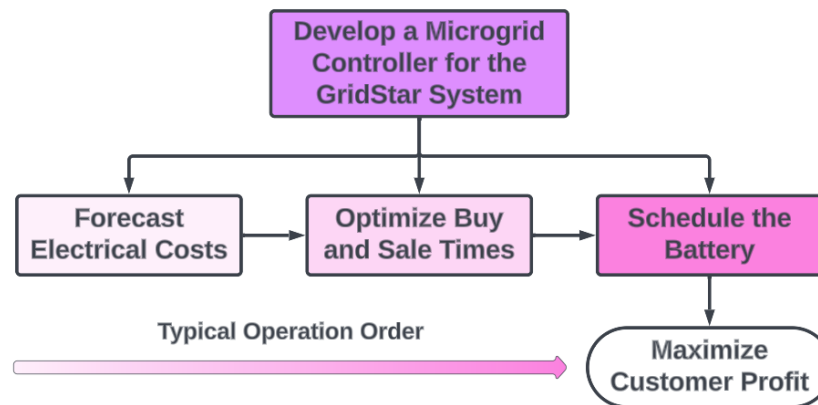 Develop a Microgrid
Controller for the
GridStar System
Forecast
Electrical Costs
Optimize Buy
and Sale Times
Schedule the
Battery
Typical Operation Order
Maximize
Customer Profit